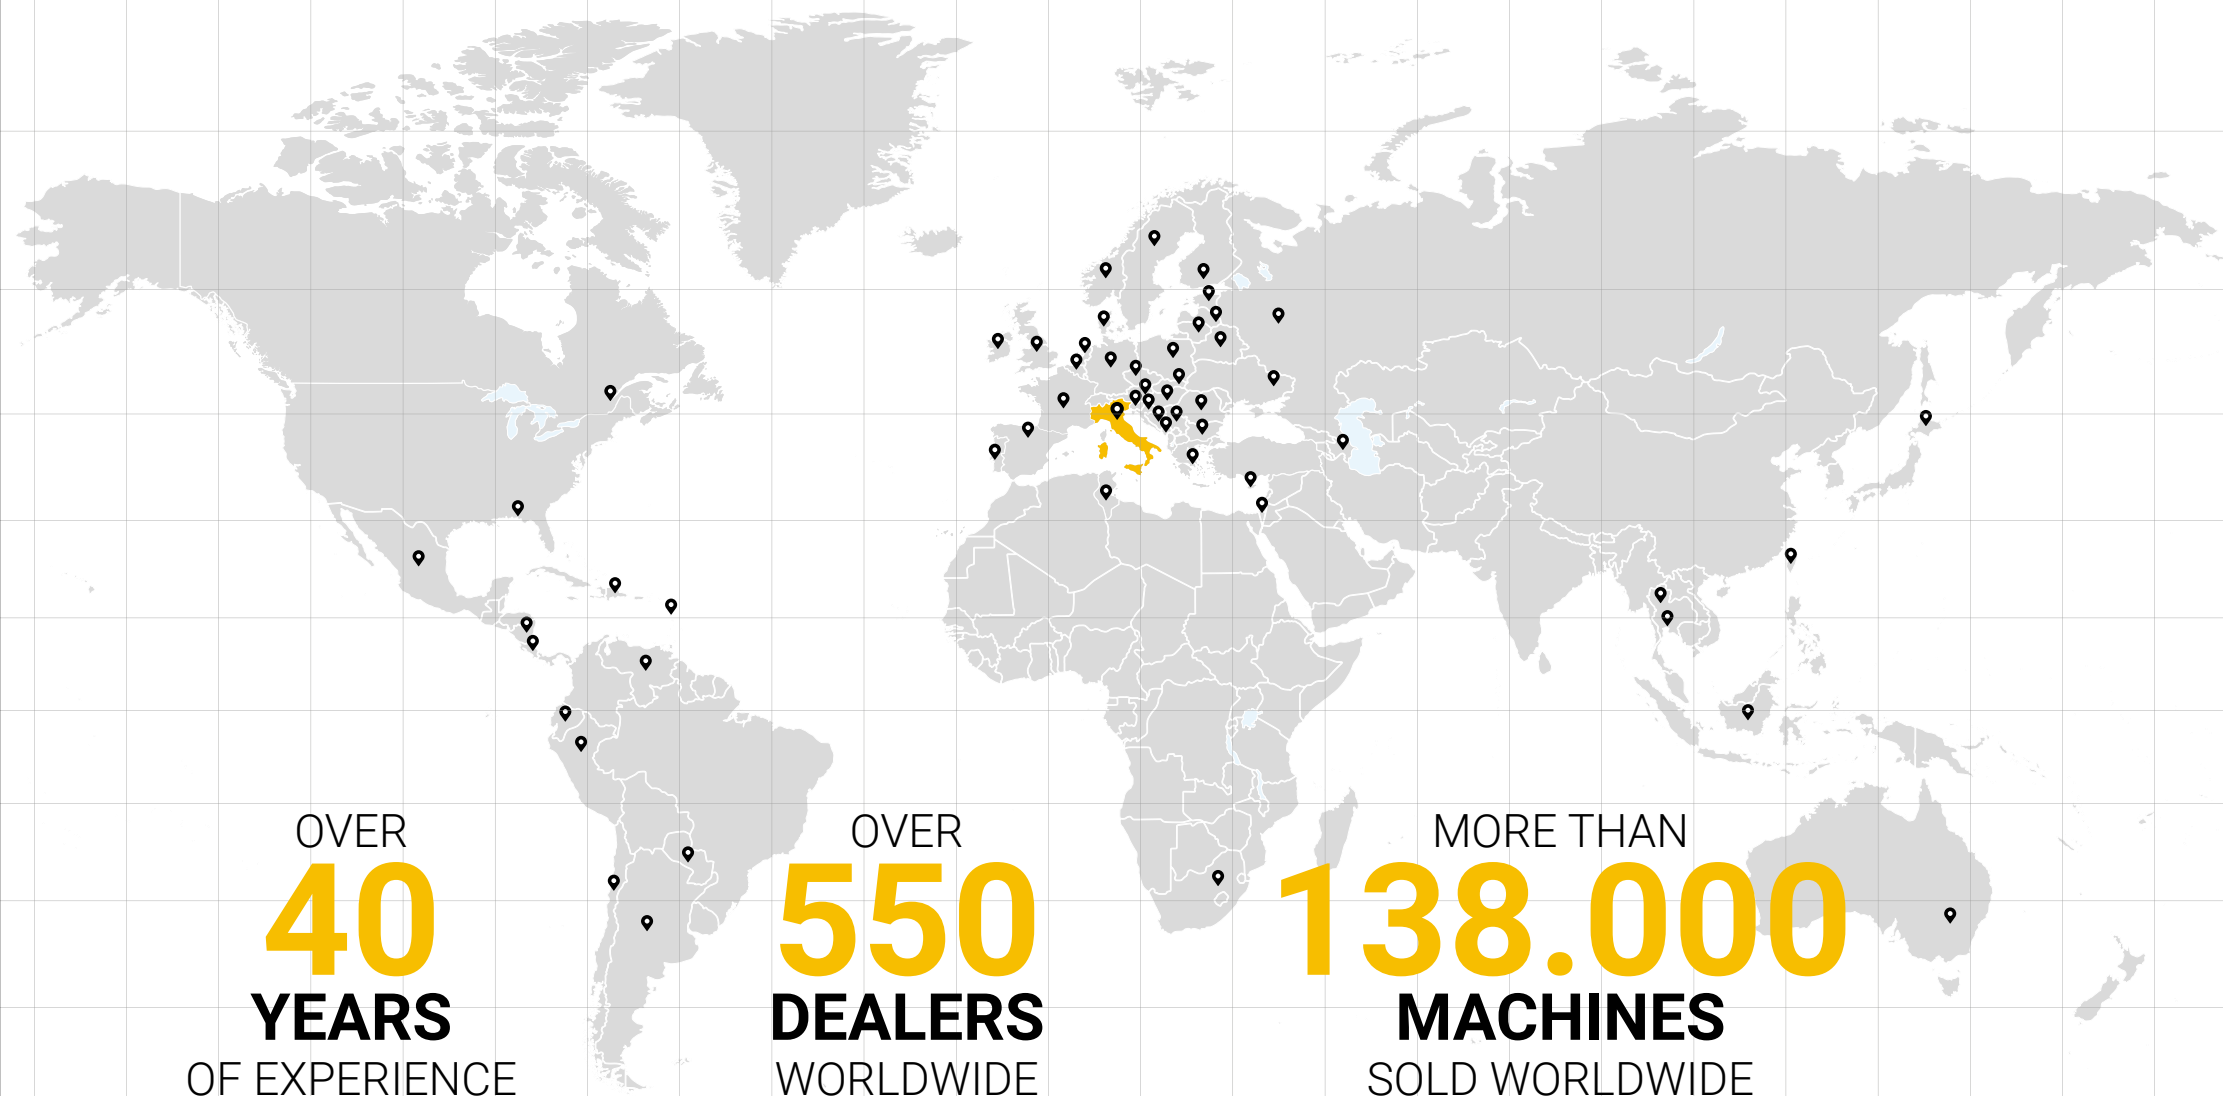 OVER
40
YEARS
OF EXPERIENCE
OVER
550
DEALERS
WORLDWIDE
MORE THAN
138.000
MACHINES
SOLD WORLDWIDE